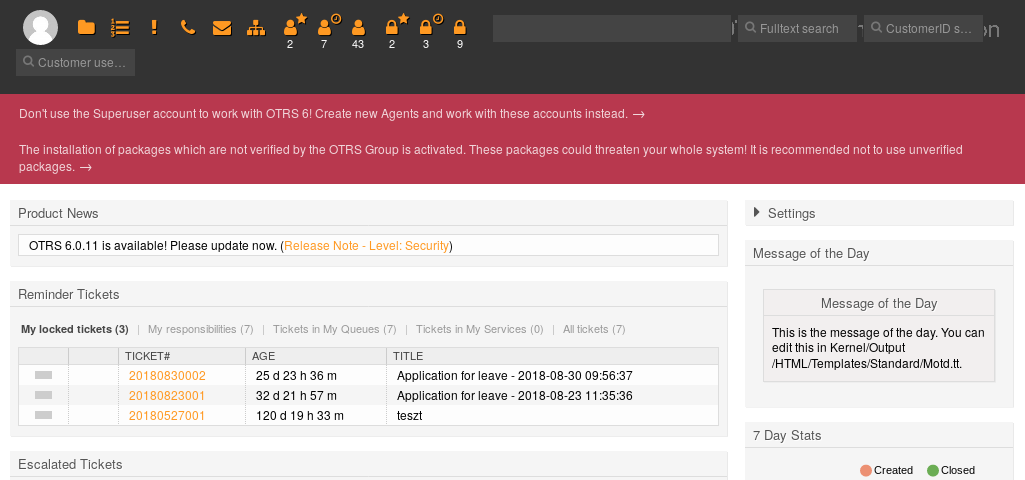 2 7 43 2 3 9
Fulltext search
CustomerID s…
Customer use…
Don't use the Superuser account to work with OTRS 6! Create new Agents and work with these accounts instead. →
The installation of packages which are not verified by the OTRS Group is activated. These packages could threaten your whole system! It is recommended not to use unverified
packages. →
Product News
OTRS 6.0.11 is available! Please update now. (Release Note - Level: Security)
Reminder Tickets
My locked tickets (3) | My responsibilities (7) | Tickets in My Queues (7) | Tickets in My Services (0) | All tickets (7)
TICKET# AGE TITLE
20180830002 25 d 23 h 36 m Application for leave - 2018-08-30 09:56:37
20180823001 32 d 21 h 57 m Application for leave - 2018-08-23 11:35:36
20180527001 120 d 19 h 33 m teszt
Escalated Tickets
Settings
Message of the Day
Message of the Day
This is the message of the day. You can
edit this in Kernel/Output
/HTML/Templates/Standard/Motd.tt.
7 Day Stats
Created Closed